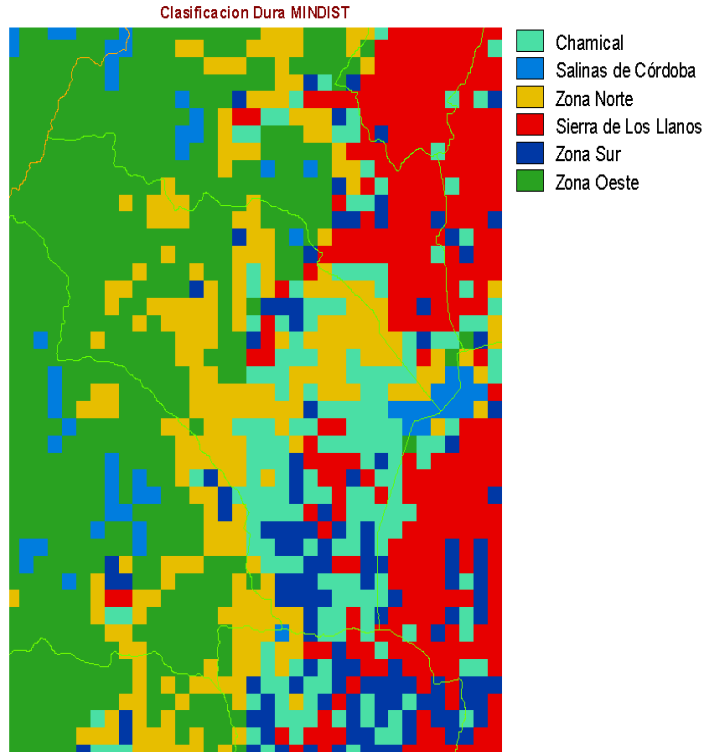 Clasificacion Dura MINDIST
Chamical
Salinas de Córdoba
Zona Norte
Sierra de Los Llanos
Zona Sur
Zona Oeste